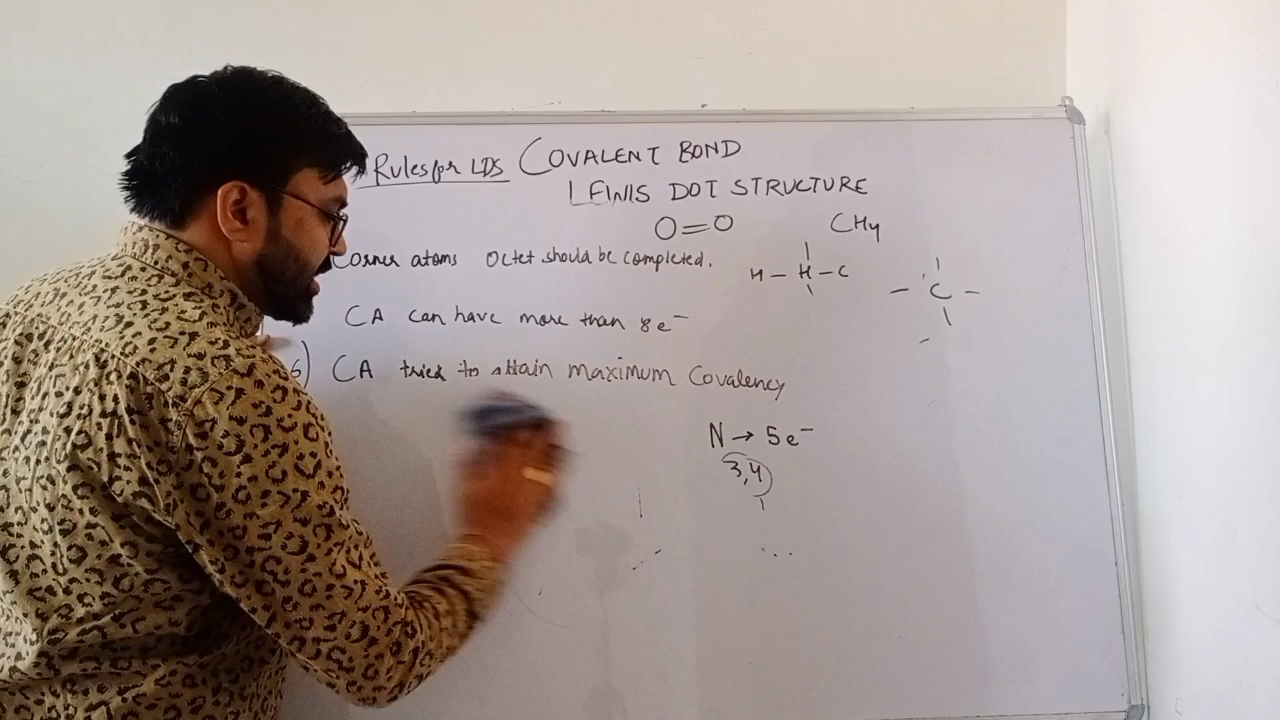 Rules for LDS COVALENT BOND
LEWIS DOT STRUCTURE
O=O CH4
Corner atoms Octet should be completed.
H - H - C
- C -
CA can have more than 8e-
6) CA tries to attain maximum Covalency
N → 5e-
3,4